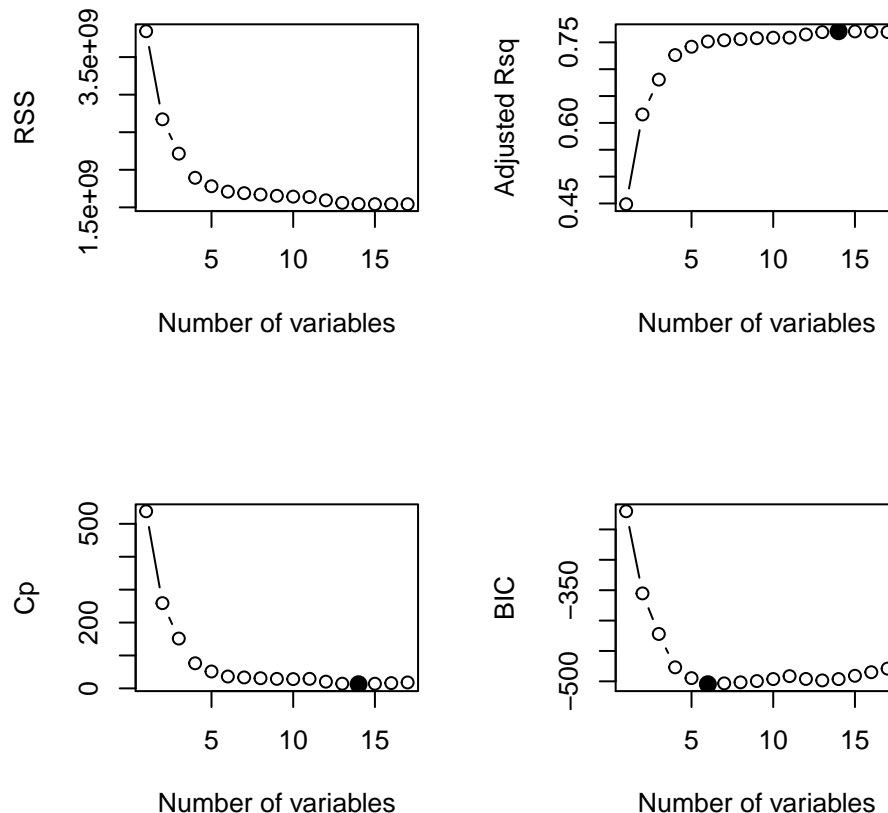 RSS
1.5e+09
3.5e+09
5
10
15
Number of variables
Adjusted Rsq
0.45
0.60
0.75
5
10
15
Number of variables
Cp
0
200
500
5
10
15
Number of variables
BIC
−500
−350
5
10
15
Number of variables